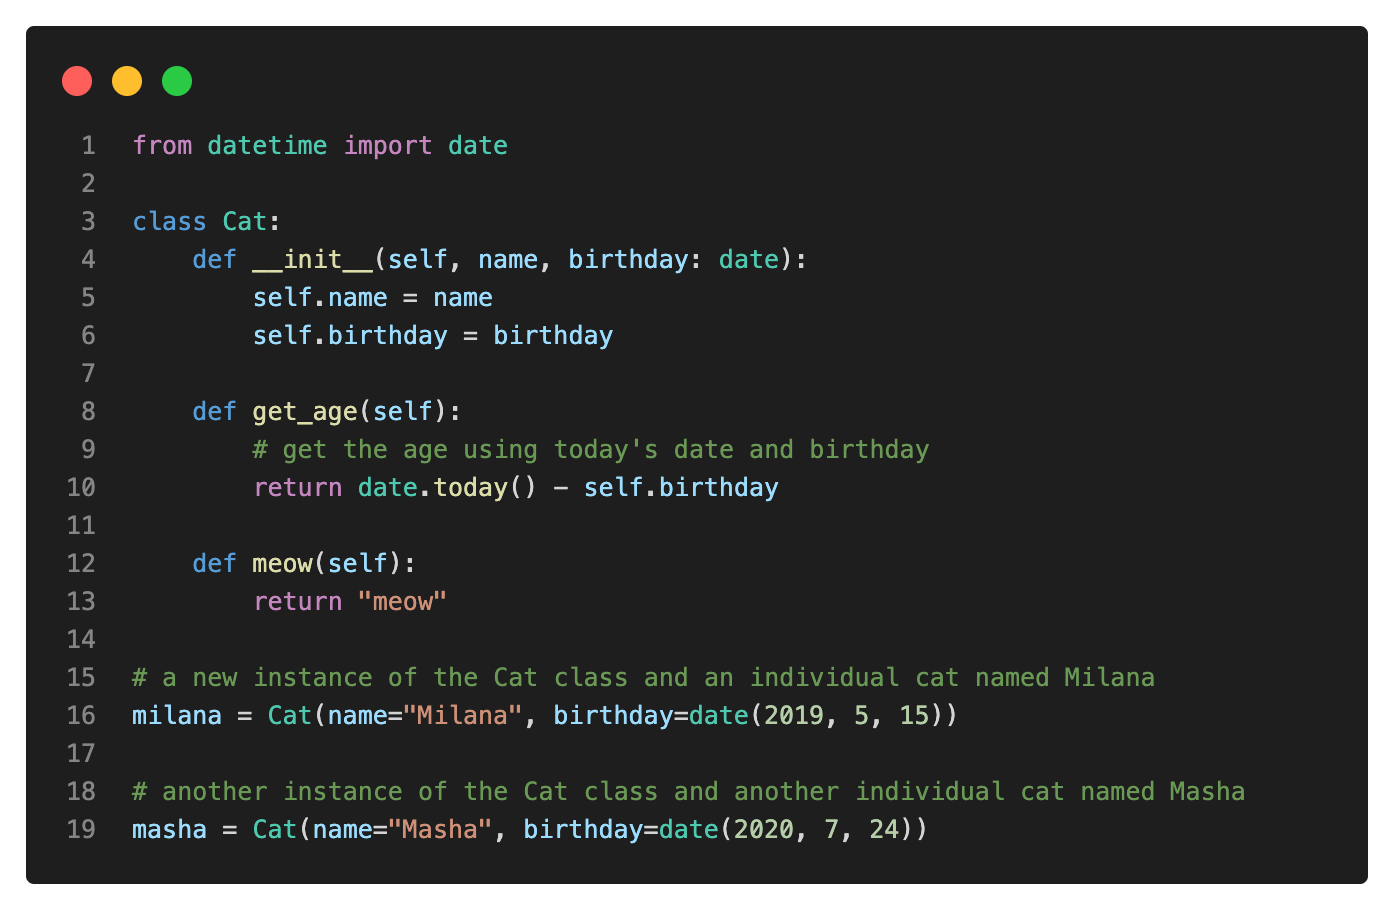 1 from datetime import date
2
3 class Cat:
4     def __init__(self, name, birthday: date):
5         self.name = name
6         self.birthday = birthday
7
8     def get_age(self):
9         # get the age using today's date and birthday
10         return date.today() - self.birthday
11
12     def meow(self):
13         return "meow"
14
15 # a new instance of the Cat class and an individual cat named Milana
16 milana = Cat(name="Milana", birthday=date(2019, 5, 15))
17
18 # another instance of the Cat class and another individual cat named Masha
19 masha = Cat(name="Masha", birthday=date(2020, 7, 24))